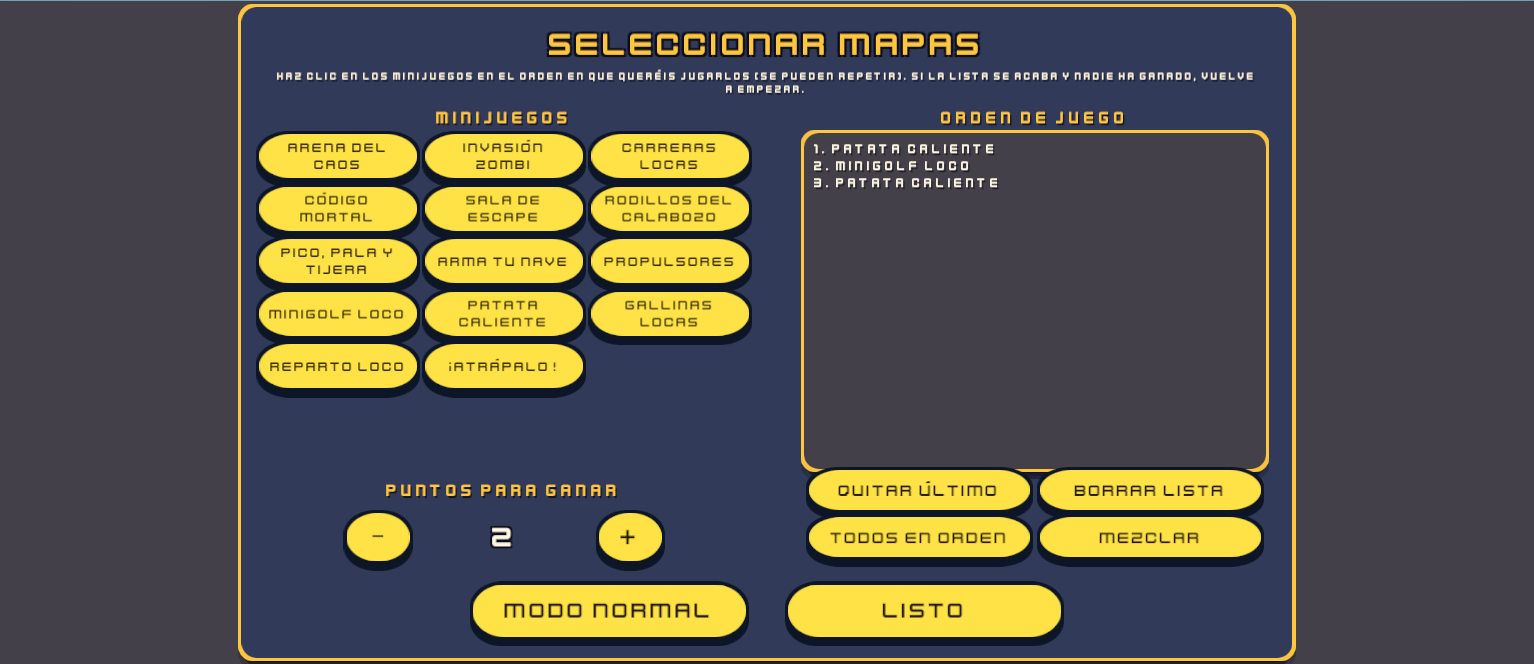 SELECCIONAR MAPAS
HAZ CLIC EN LOS MINIJUEGOS EN EL ORDEN EN QUE QUERÉIS JUGARLOS (SE PUEDEN REPETIR). SI LA LISTA SE ACABA Y NADIE HA GANADO, VUELVE
A EMPEZAR.
MINIJUEGOS
ARENA DEL
CAOS
INVASIÓN
ZOMBI
CARRERAS
LOCAS
CÓDIGO
MORTAL
SALA DE
ESCAPE
RODILLOS DEL
CALABOZO
PICO, PALA Y
TIJERA
ARMA TU NAVE
PROPULSORES
MINIGOLF LOCO
PATATA
CALIENTE
GALLINAS
LOCAS
REPARTO LOCO
¡ATRÁPALO!
ORDEN DE JUEGO
1. PATATA CALIENTE
2. MINIGOLF LOCO
3. PATATA CALIENTE
QUITAR ÚLTIMO
BORRAR LISTA
TODOS EN ORDEN
MEZCLAR
PUNTOS PARA GANAR
-
2
+
MODO NORMAL
LISTO